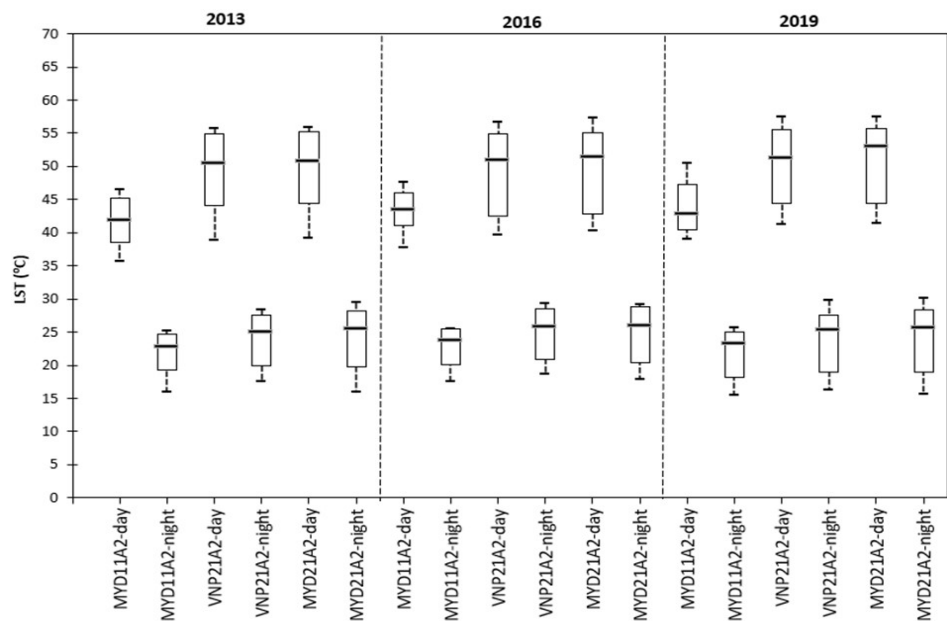 2013
2016
2019
70
65
60
55
50
45
40
35
30
25
20
15
10
5
0
LST (°C)
MYD11A2-day
MYD11A2-night
VNP21A2-day
VNP21A2-night
MYD21A2-day
MYD21A2-night
MYD11A2-day
MYD11A2-night
VNP21A2-day
VNP21A2-night
MYD21A2-day
MYD21A2-night
MYD11A2-day
MYD11A2-night
VNP21A2-day
VNP21A2-night
MYD21A2-day
MYD21A2-night